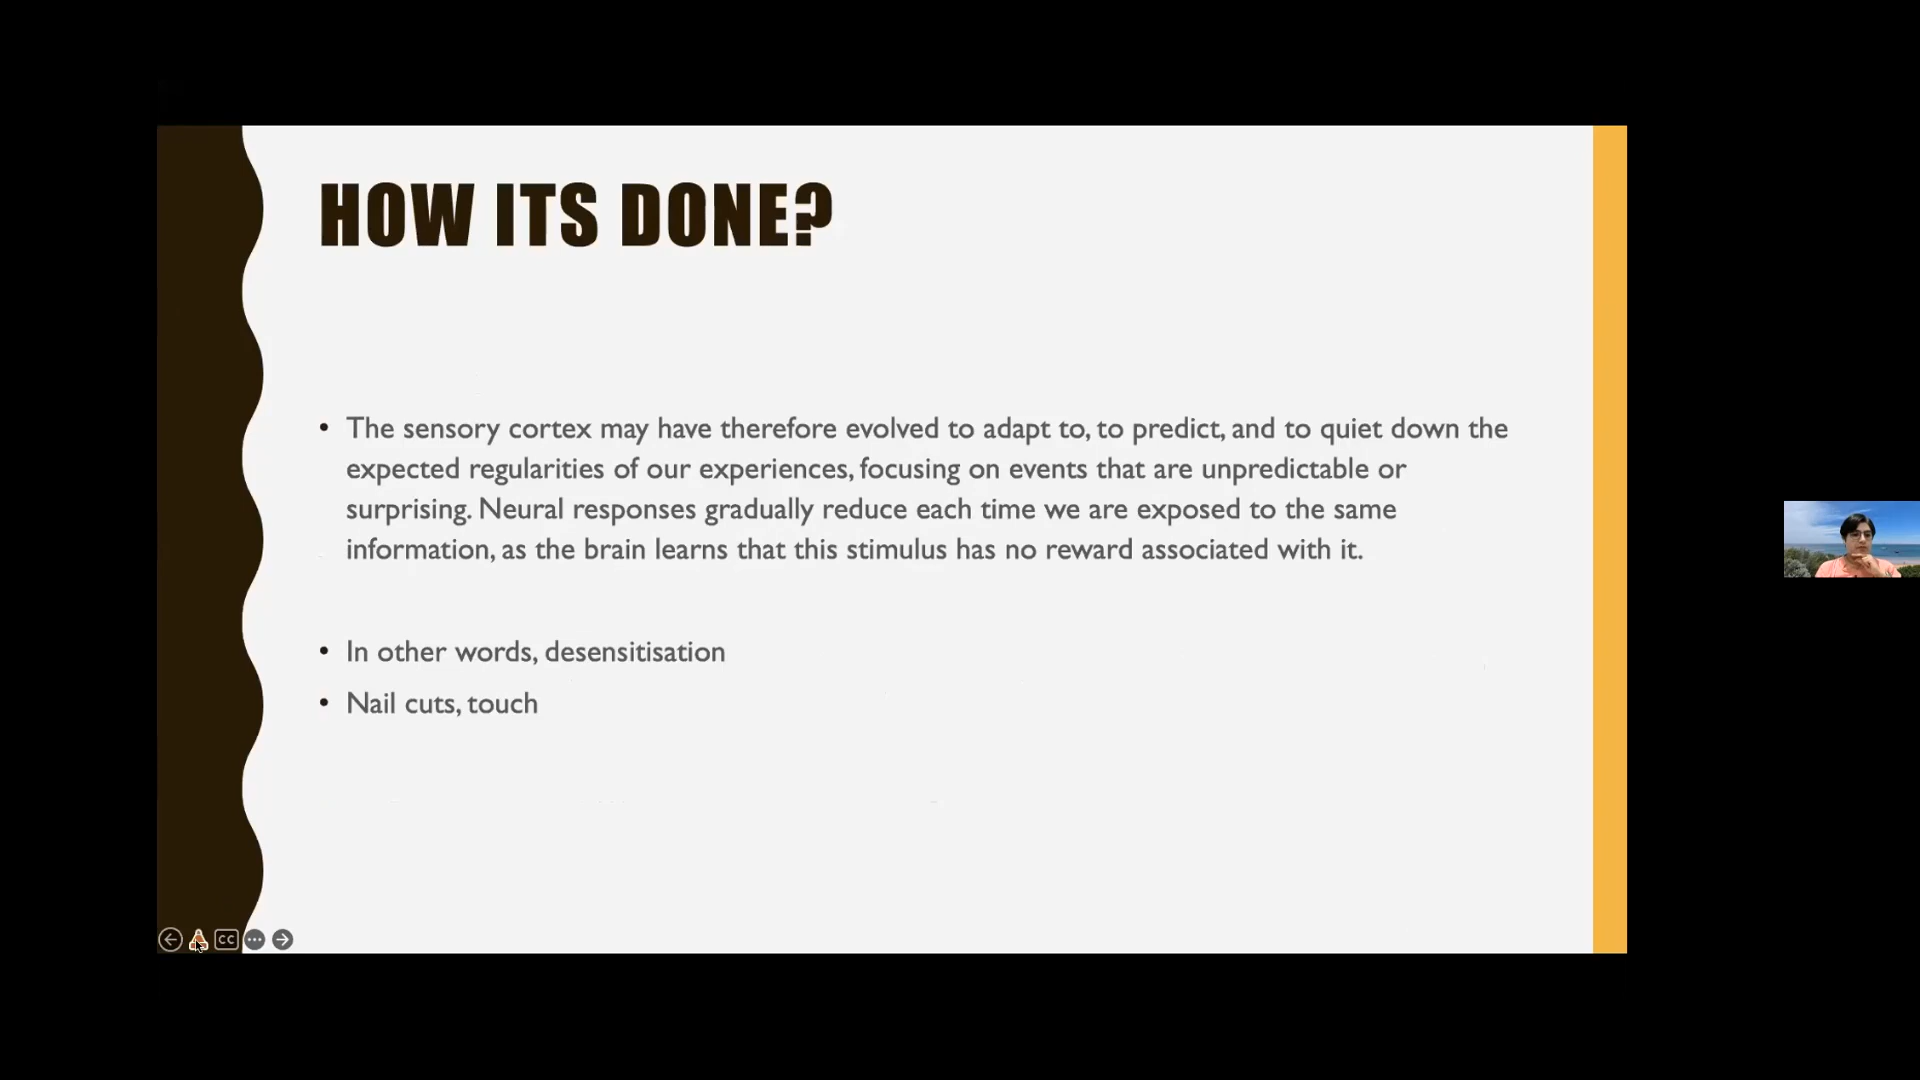 HOW ITS DONE?
• The sensory cortex may have therefore evolved to adapt to, to predict, and to quiet down the
expected regularities of our experiences, focusing on events that are unpredictable or
surprising. Neural responses gradually reduce each time we are exposed to the same
information, as the brain learns that this stimulus has no reward associated with it.
• In other words, desensitisation
• Nail cuts, touch
CC